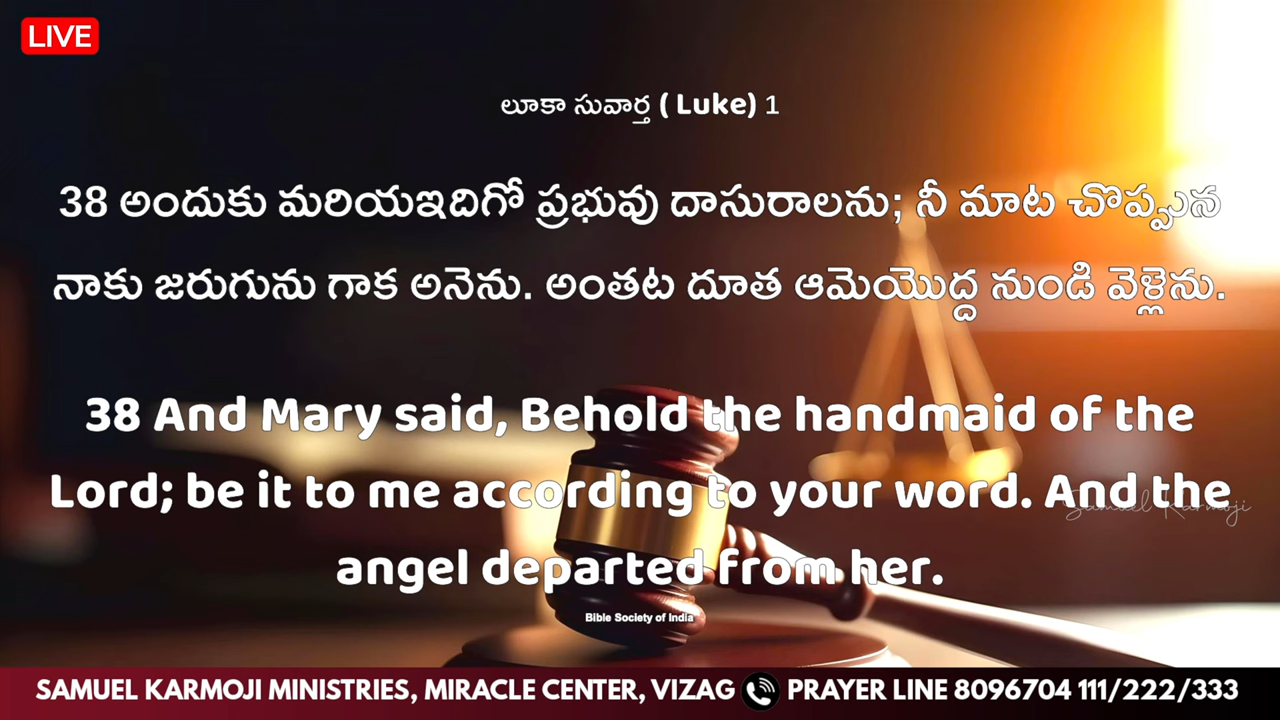 LIVE
లూకా సువార్త ( Luke) 1
38 అందుకు మరియఇదిగో ప్రభువు దాసురాలను; నీ మాట చొప్పున
నాకు జరుగును గాక అనెను. అంతట దూత ఆమెయొద్ద నుండి వెళ్లెను.
38 And Mary said, Behold the handmaid of the
Lord; be it to me according to your word. And the
Samuel Karmoji
angel departed from her.
Bible Society of India
SAMUEL KARMOJI MINISTRIES, MIRACLE CENTER, VIZAG PRAYER LINE 8096704 111/222/333